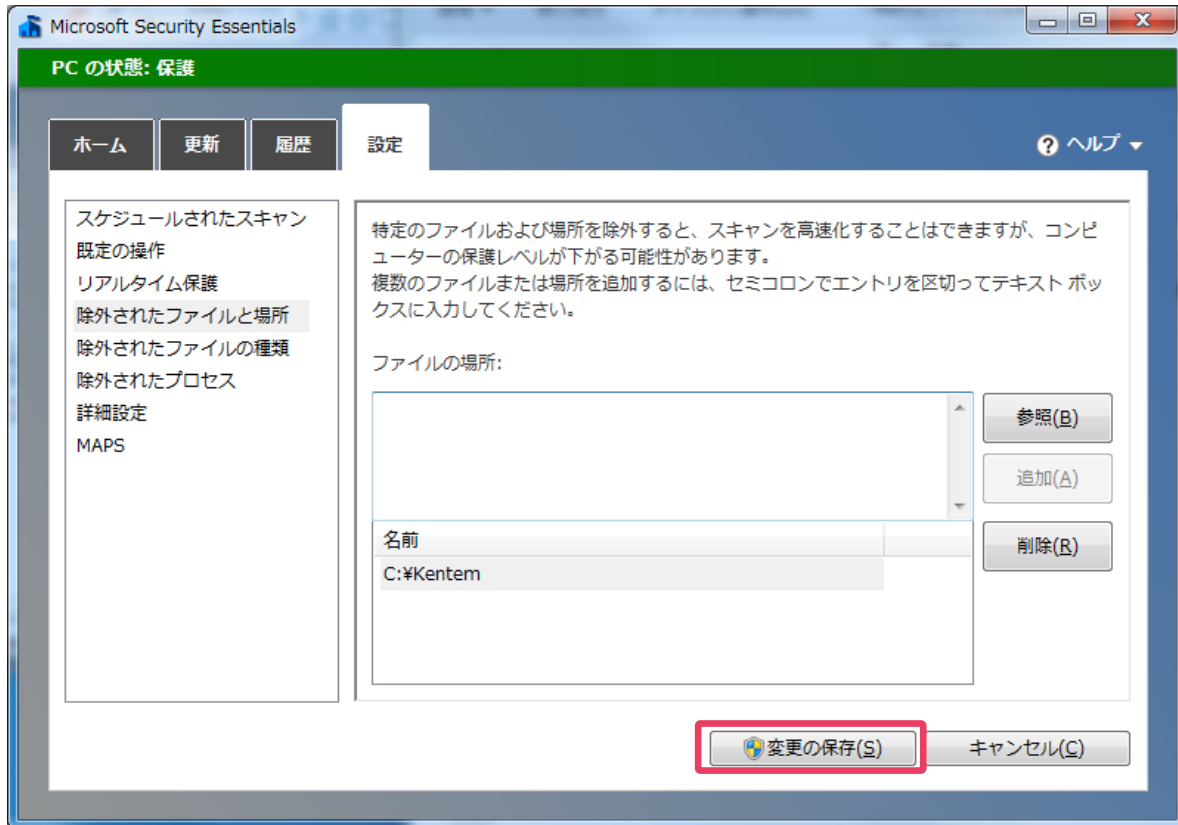 Microsoft Security Essentials
PC の状態: 保護
ホーム
更新
履歴
設定
ヘルプ
スケジュールされたスキャン
既定の操作
リアルタイム保護
除外されたファイルと場所
除外されたファイルの種類
除外されたプロセス
詳細設定
MAPS
特定のファイルおよび場所を除外すると、スキャンを高速化することはできますが、コンピ
ューターの保護レベルが下がる可能性があります。
複数のファイルまたは場所を追加するには、セミコロンでエントリを区切ってテキスト ボッ
クスに入力してください。
ファイルの場所:
参照(B)
追加(A)
名前
削除(R)
C:¥Kentem
変更の保存(S)
キャンセル(C)